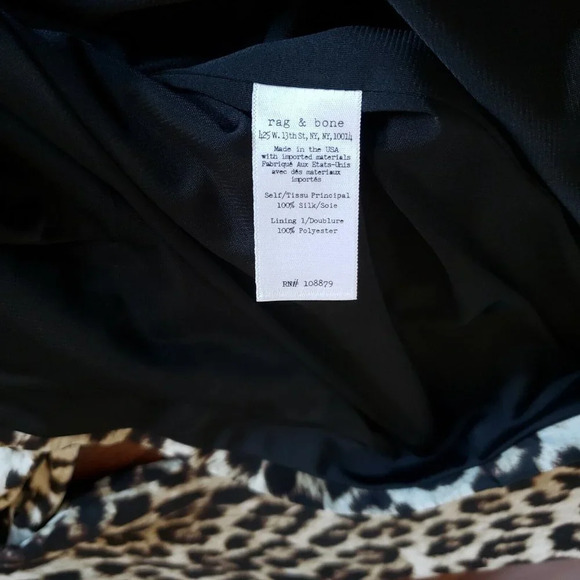 rag & bone
425 W. 13th St, NY, NY, 10014
Made in the USA
with imported materials
Fabriqué Aux Etats-Unis
avec dés materiaux
importés
Self/Tissu Principal
100% Silk/Soie
Lining 1/Doublure
100% Polyester
RN# 108879